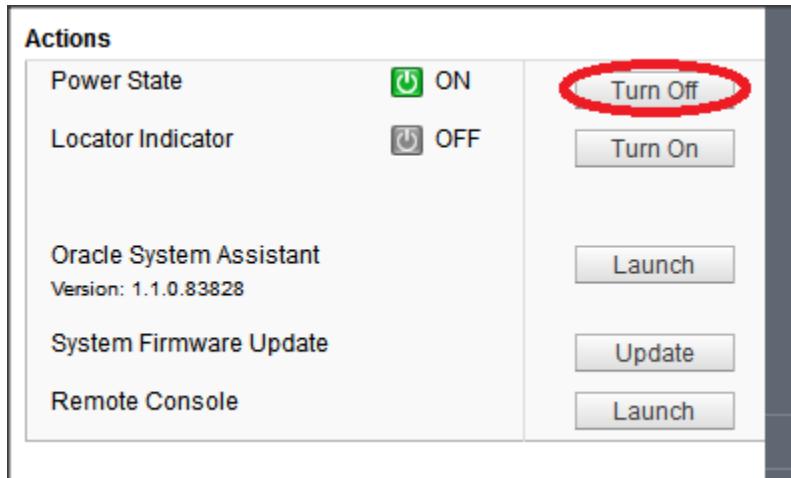 Actions
Power State ON Turn Off
Locator Indicator OFF Turn On
Oracle System Assistant Launch
Version: 1.1.0.83828
System Firmware Update Update
Remote Console Launch